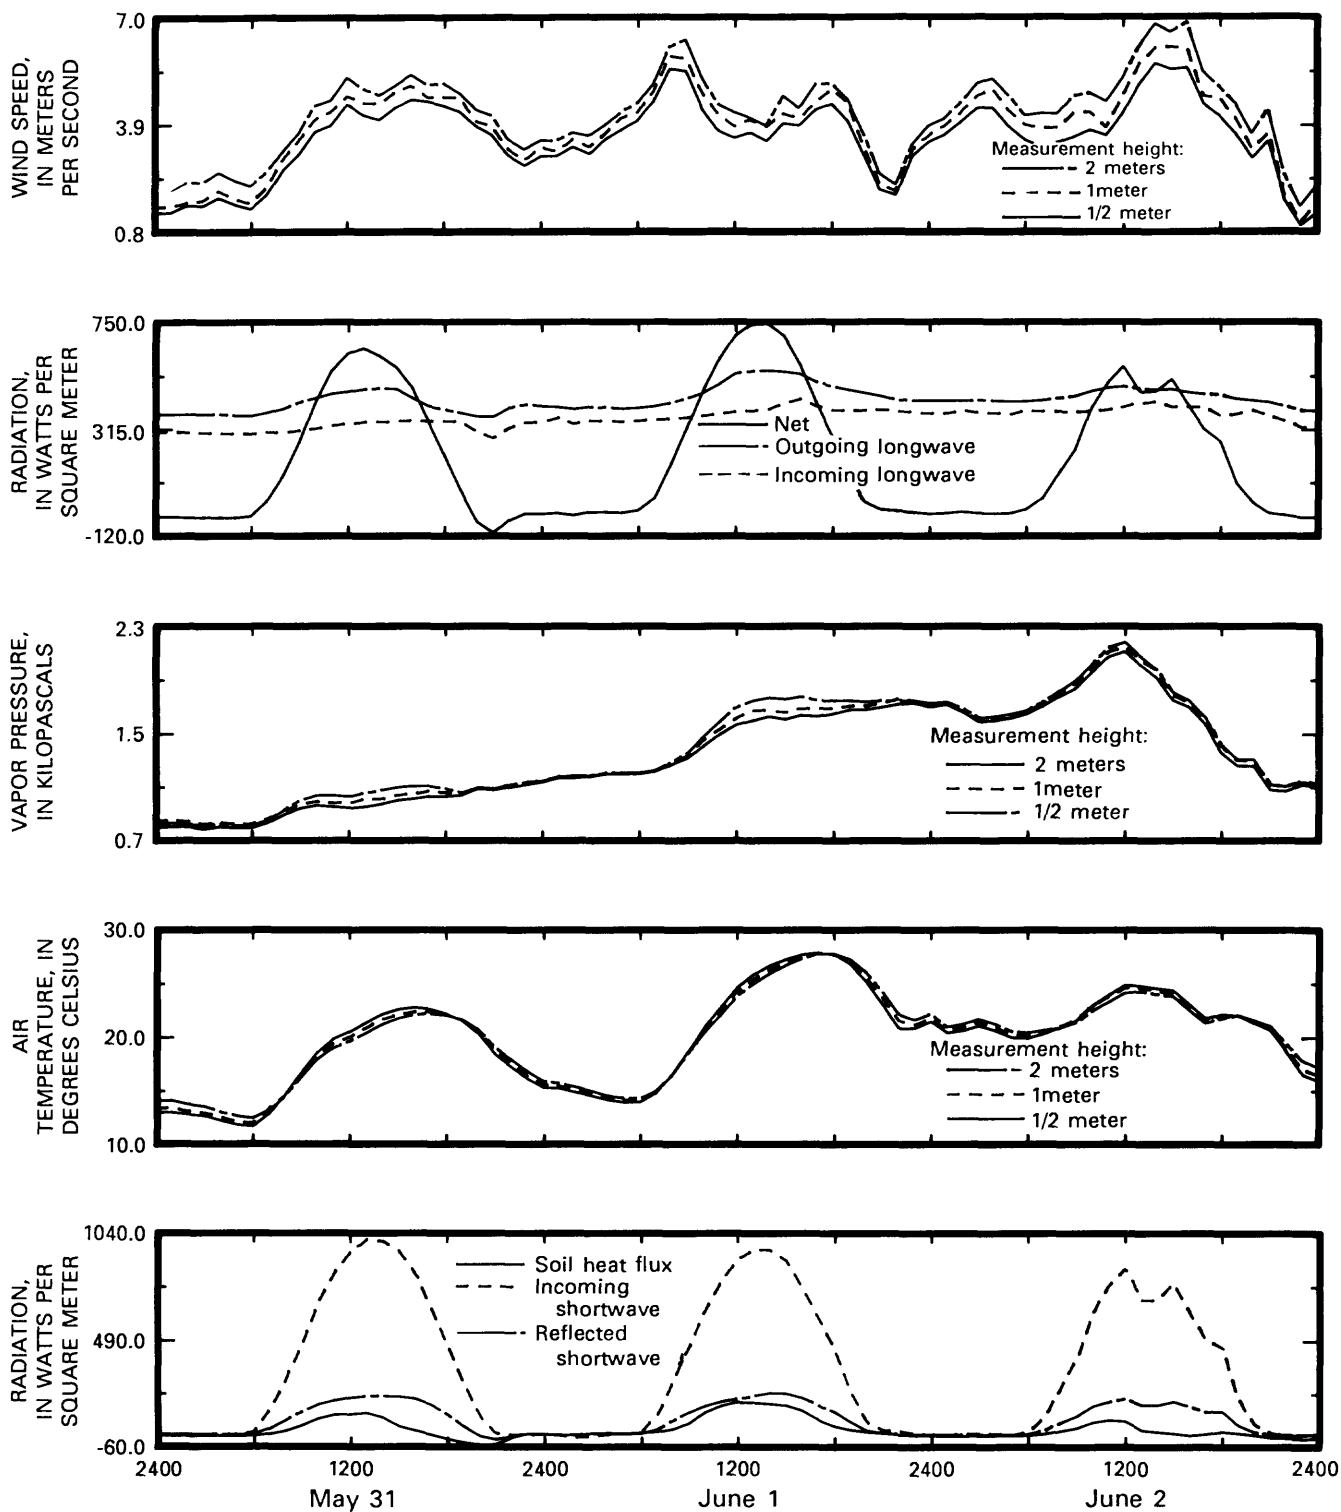 WIND SPEED,
IN METERS
PER SECOND
7.0
3.9
0.8
Measurement height:
2 meters
1meter
1/2 meter
RADIATION,
IN WATTS PER
SQUARE METER
750.0
315.0
-120.0
Net
Outgoing longwave
Incoming longwave
VAPOR PRESSURE,
IN KILOPASCALS
2.3
1.5
0.7
Measurement height:
2 meters
1meter
1/2 meter
AIR
TEMPERATURE, IN
DEGREES CELSIUS
30.0
20.0
10.0
Measurement height:
2 meters
1meter
1/2 meter
RADIATION,
IN WATTS PER
SQUARE METER
1040.0
490.0
-60.0
Soil heat flux
Incoming
shortwave
Reflected
shortwave
2400 1200 2400 1200 2400 1200 2400
May 31 June 1 June 2